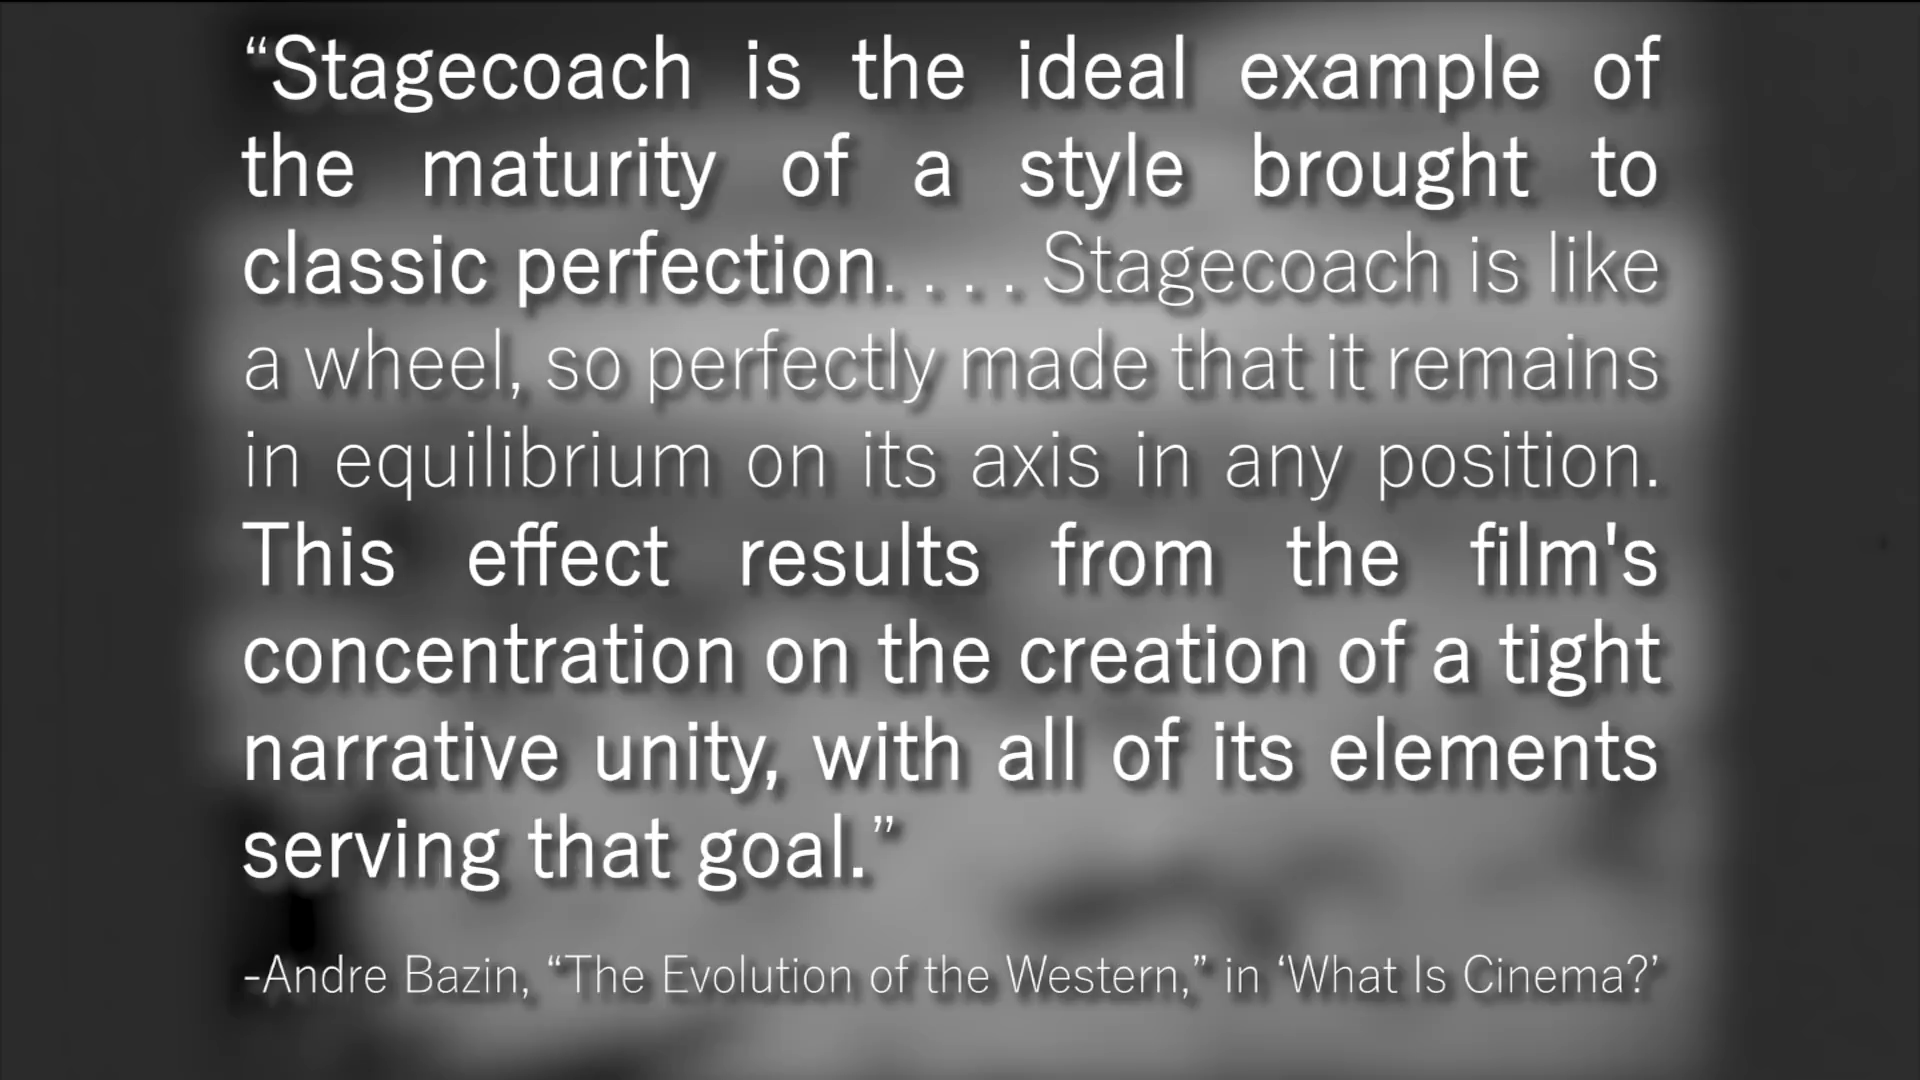 “Stagecoach is the ideal example of
the maturity of a style brought to
classic perfection. . . . Stagecoach is like
a wheel, so perfectly made that it remains
in equilibrium on its axis in any position.
This effect results from the film's
concentration on the creation of a tight
narrative unity, with all of its elements
serving that goal.”
-Andre Bazin, “The Evolution of the Western,” in ‘What Is Cinema?’